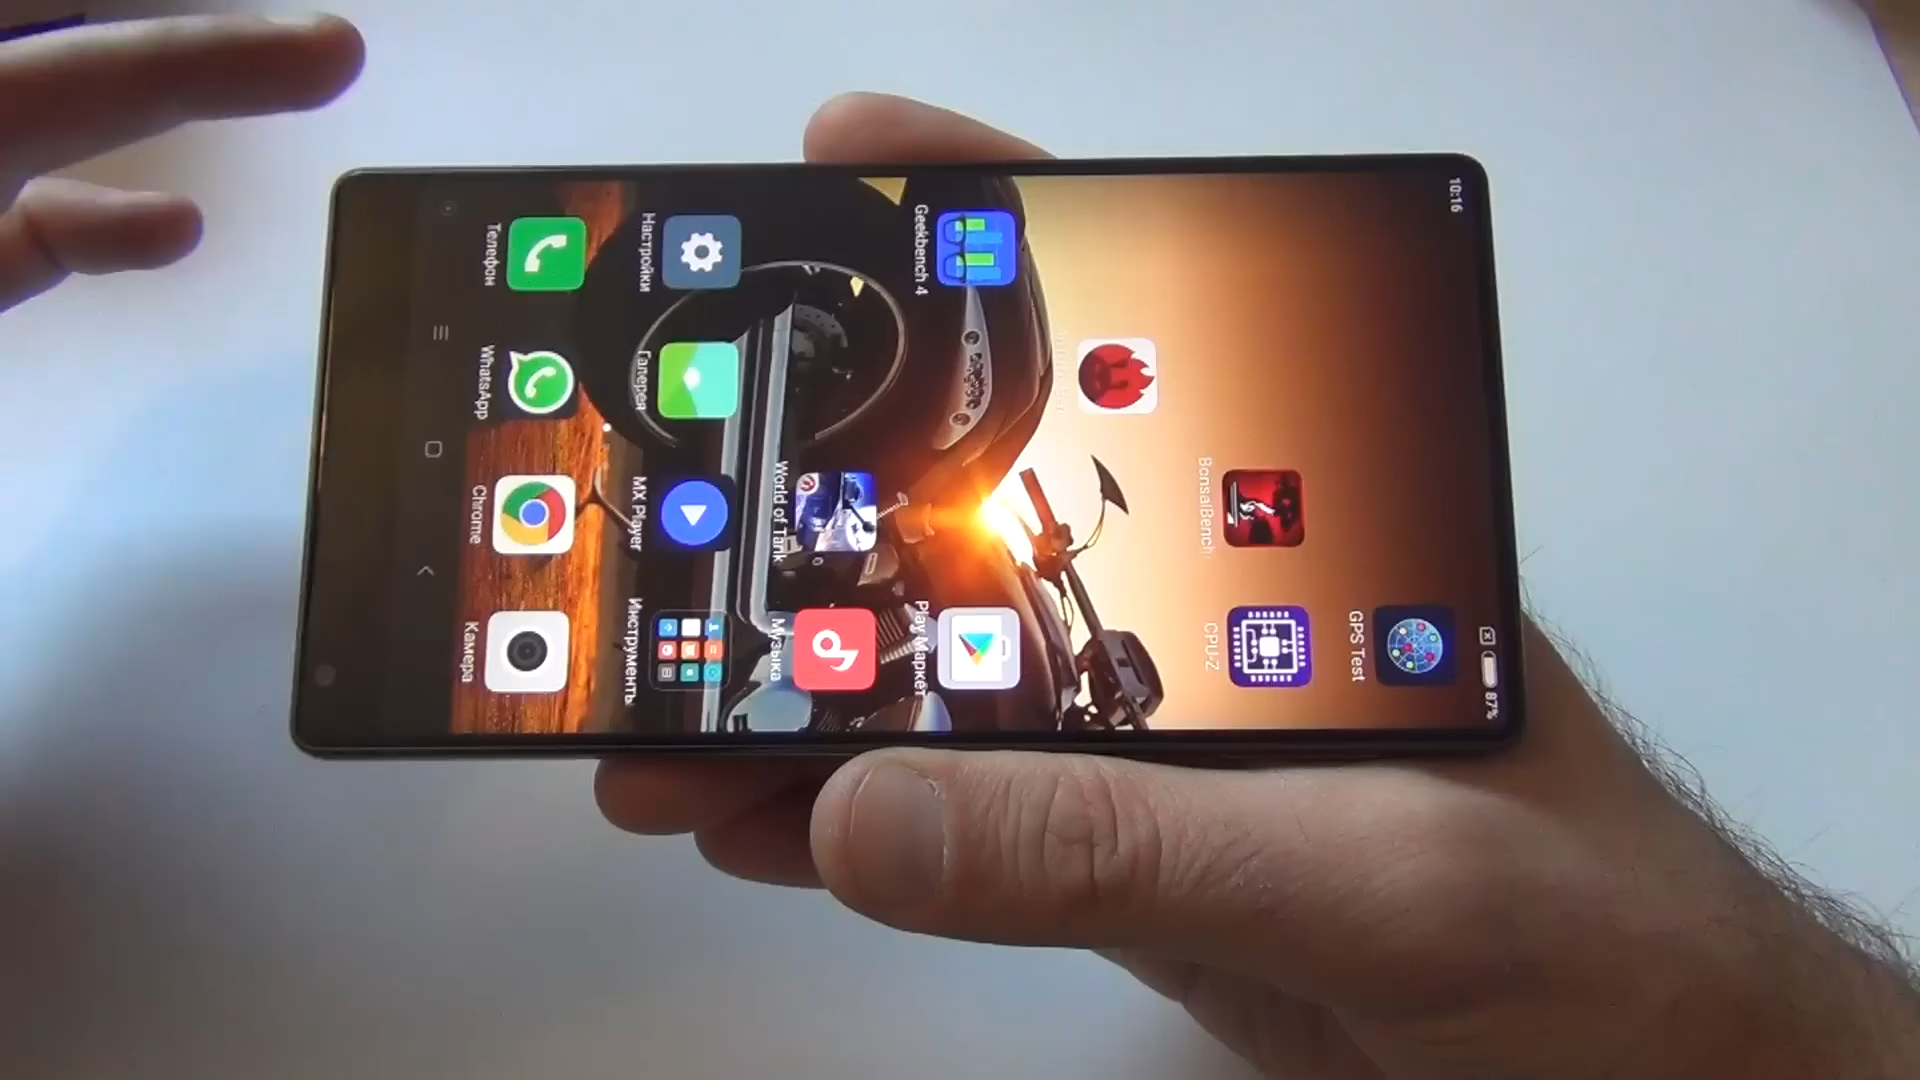 10:16
87%
GPS Test
BonsaiBench
CPU-Z
Geekbench 4
Play Маркет
World of Tank
Музыка
Настройки
Галерея
MX Player
Инструменты
Телефон
WhatsApp
Chrome
Камера